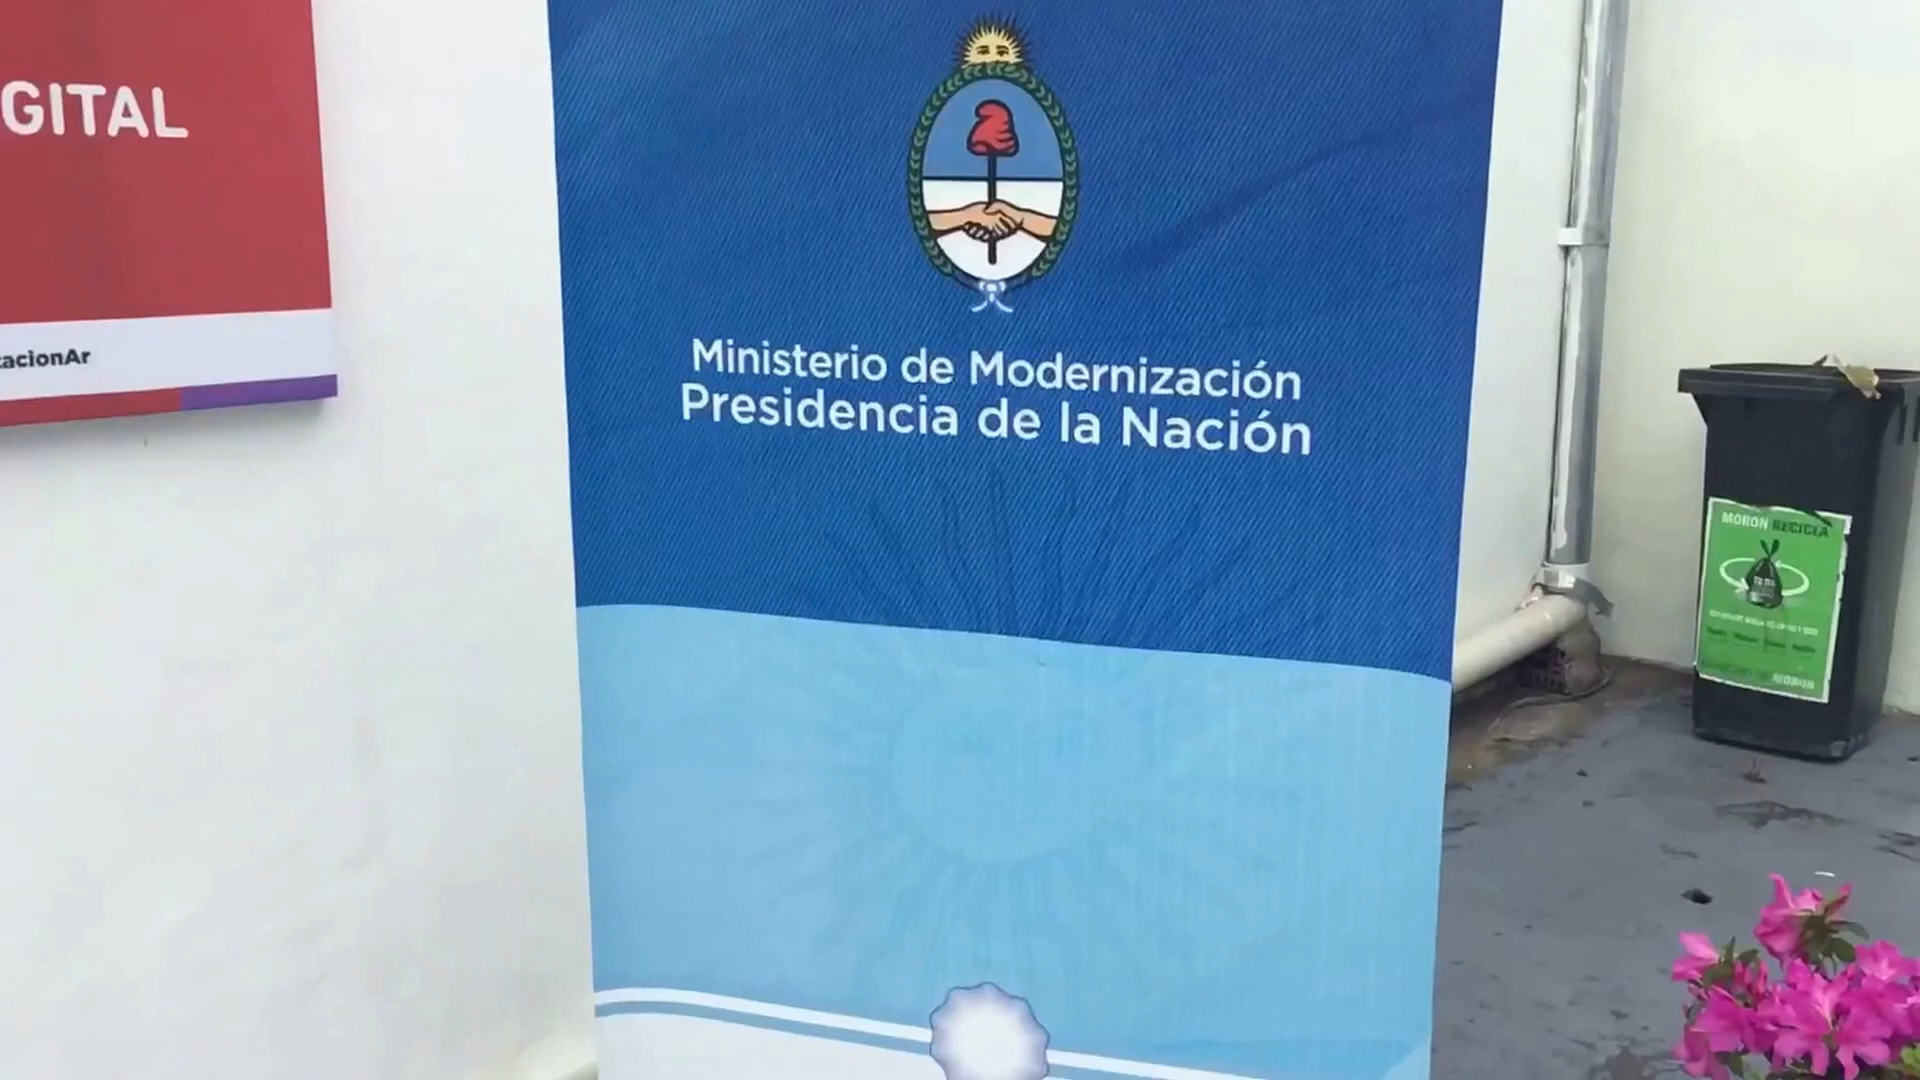 GITAL
tacionAr
Ministerio de Modernización
Presidencia de la Nación
MORON RECICLA
MORON